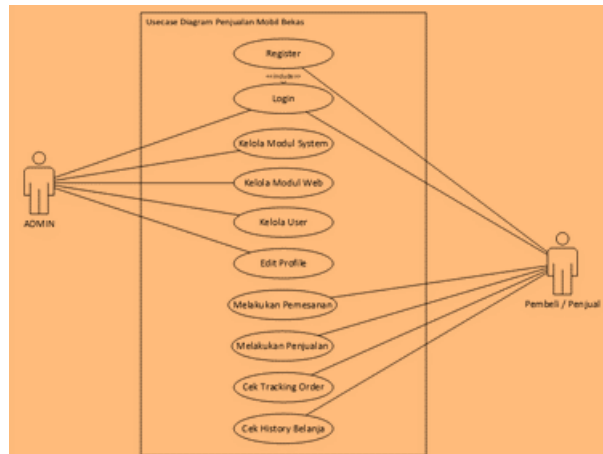 Usecase Diagram Penjualan Mobil Bekas
Register
<<include>>
Login
Kelola Modul System
Kelola Modul Web
ADMIN
Kelola User
Edit Profile
Melakukan Pemesanan
Pembeli / Penjual
Melakukan Penjualan
Cek Tracking Order
Cek History Belanja